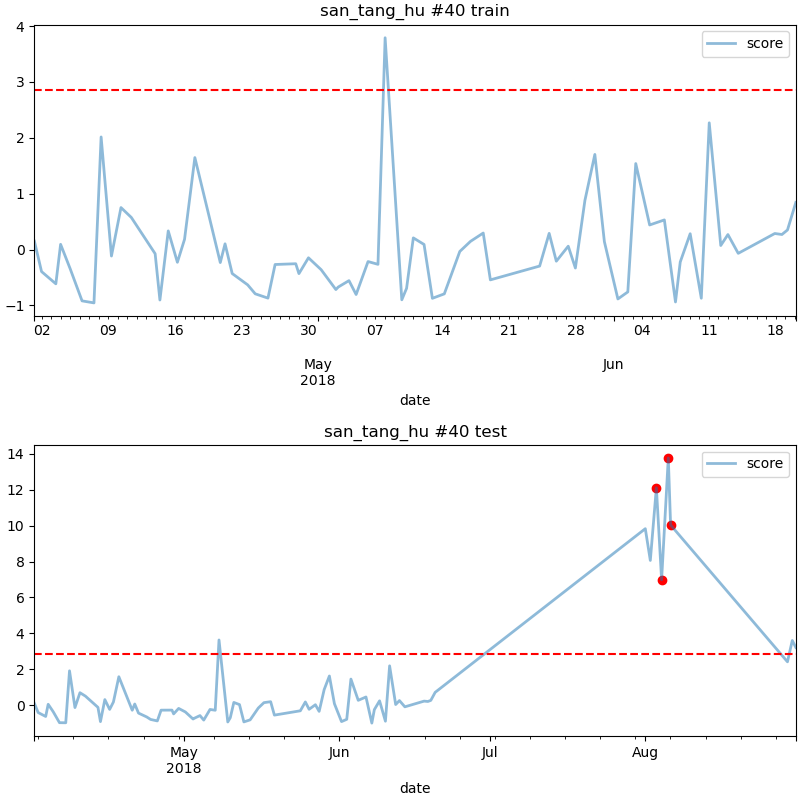 san_tang_hu #40 train
score
4
3
2
1
0
−1
02 09 16 23 30 07 14 21 28 04 11 18
May Jun
2018
date
san_tang_hu #40 test
score
14
12
10
8
6
4
2
0
May Jun Jul Aug
2018
date